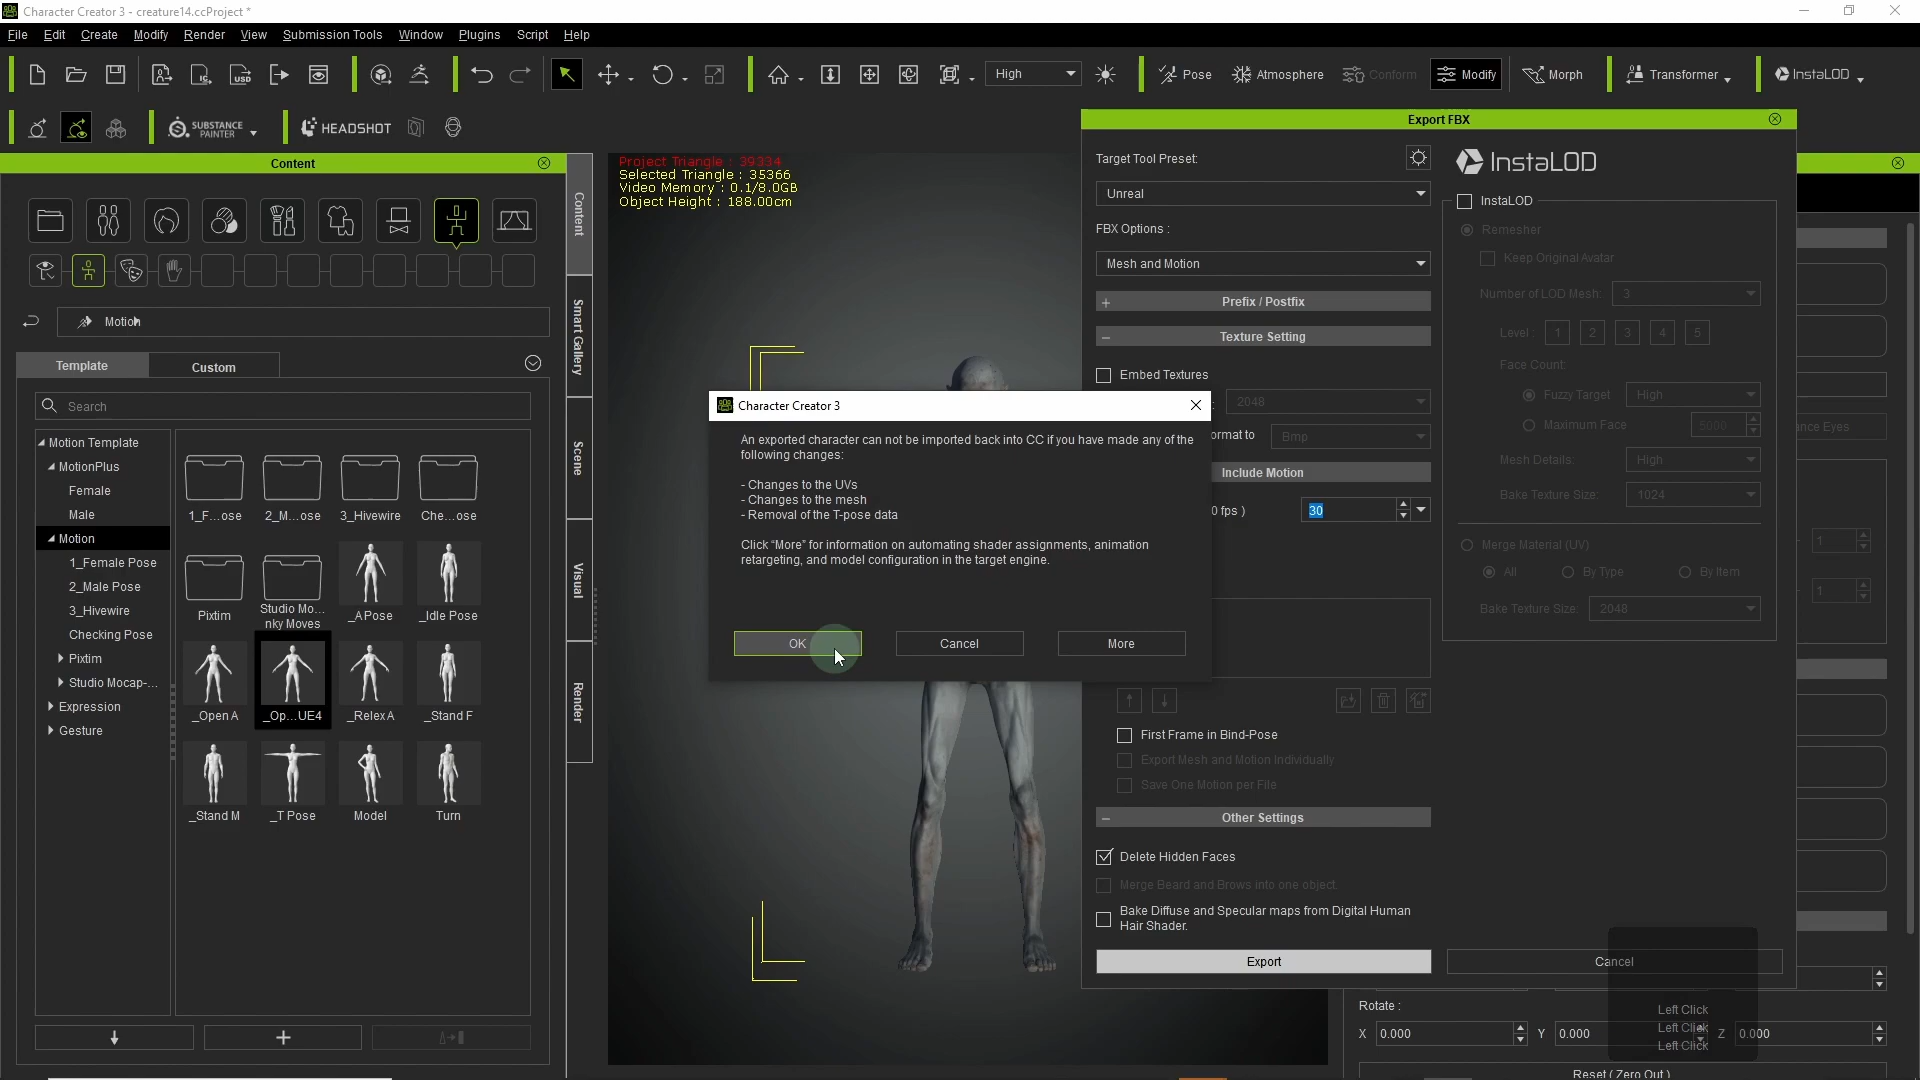 Character Creator 3 - creature14.ccProject *
File Edit Create Modify Render View Submission Tools Window Plugins Script Help
High Pose Atmosphere Conform Modify Morph Transformer InstaLOD
SUBSTANCE PAINTER HEADSHOT
Content
Motion
Template Custom
Search
Motion Template
MotionPlus
Female
Male
Motion
1_Female Pose
2_Male Pose
3_Hivewire
Checking Pose
Pixtim
Studio Mocap-...
Expression
Gesture
1_F...ose 2_M...ose 3_Hivewire Che...ose
Pixtim Studio Mo... nky Moves _A Pose _Idle Pose
_Open A _Op...UE4 _Relex A _Stand F
_Stand M _T Pose Model Turn
Content
Smart Gallery
Scene
Visual
Render
Project Triangle : 39334
Selected Triangle : 35366
Video Memory : 0.1/8.0GB
Object Height : 188.00cm
Character Creator 3
An exported character can not be imported back into CC if you have made any of the
following changes:
- Changes to the UVs
- Changes to the mesh
- Removal of the T-pose data
Click “More” for information on automating shader assignments, animation
retargeting, and model configuration in the target engine.
OK Cancel More
Export FBX
Target Tool Preset:
Unreal
FBX Options :
Mesh and Motion
+ Prefix / Postfix
- Texture Setting
Embed Textures
: 2048
ormat to Bmp
Include Motion
0 fps ) 30
First Frame in Bind-Pose
Export Mesh and Motion Individually
Save One Motion per File
- Other Settings
Delete Hidden Faces
Merge Beard and Brows into one object.
Bake Diffuse and Specular maps from Digital Human
Hair Shader.
Export Cancel
InstaLOD
InstaLOD
Remesher
Keep Original Avatar
Number of LOD Mesh: 3
Level : 1 2 3 4 5
Face Count:
Fuzzy Target High
Maximum Face 5000
Mesh Details: High
Bake Texture Size: 1024
Merge Material (UV)
All By Type By Item
Bake Texture Size: 2048
nce Eyes
1
1
Left Click
Left Click
Left Click
Rotate :
X 0.000 Y 0.000 Z 0.000
Reset ( Zero Out )